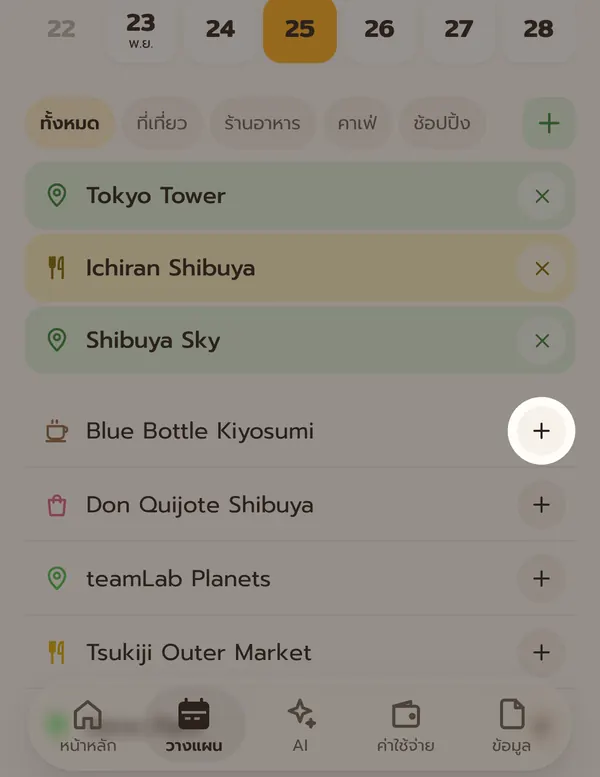 22 23 24 25 26 27 28
พ.ย.
ทั้งหมด ที่เที่ยว ร้านอาหาร คาเฟ่ ช้อปปิ้ง
Tokyo Tower
Ichiran Shibuya
Shibuya Sky
Blue Bottle Kiyosumi
Don Quijote Shibuya
teamLab Planets
Tsukiji Outer Market
หน้าหลัก วางแผน AI ค่าใช้จ่าย ข้อมูล